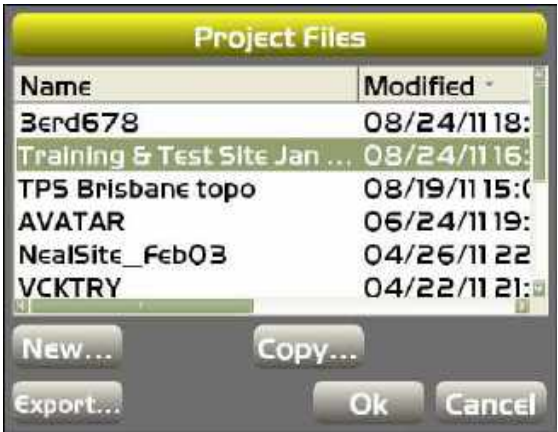 Project Files
Name Modified
3erd678 08/24/11 18:
Training & Test Site Jan ... 08/24/11 16:
TPS Brisbane topo 08/19/11 15:0
AVATAR 06/24/11 19:
NealSite_Feb03 04/26/11 22
VCKTRY 04/22/11 21:
New... Copy...
Export... Ok Cancel